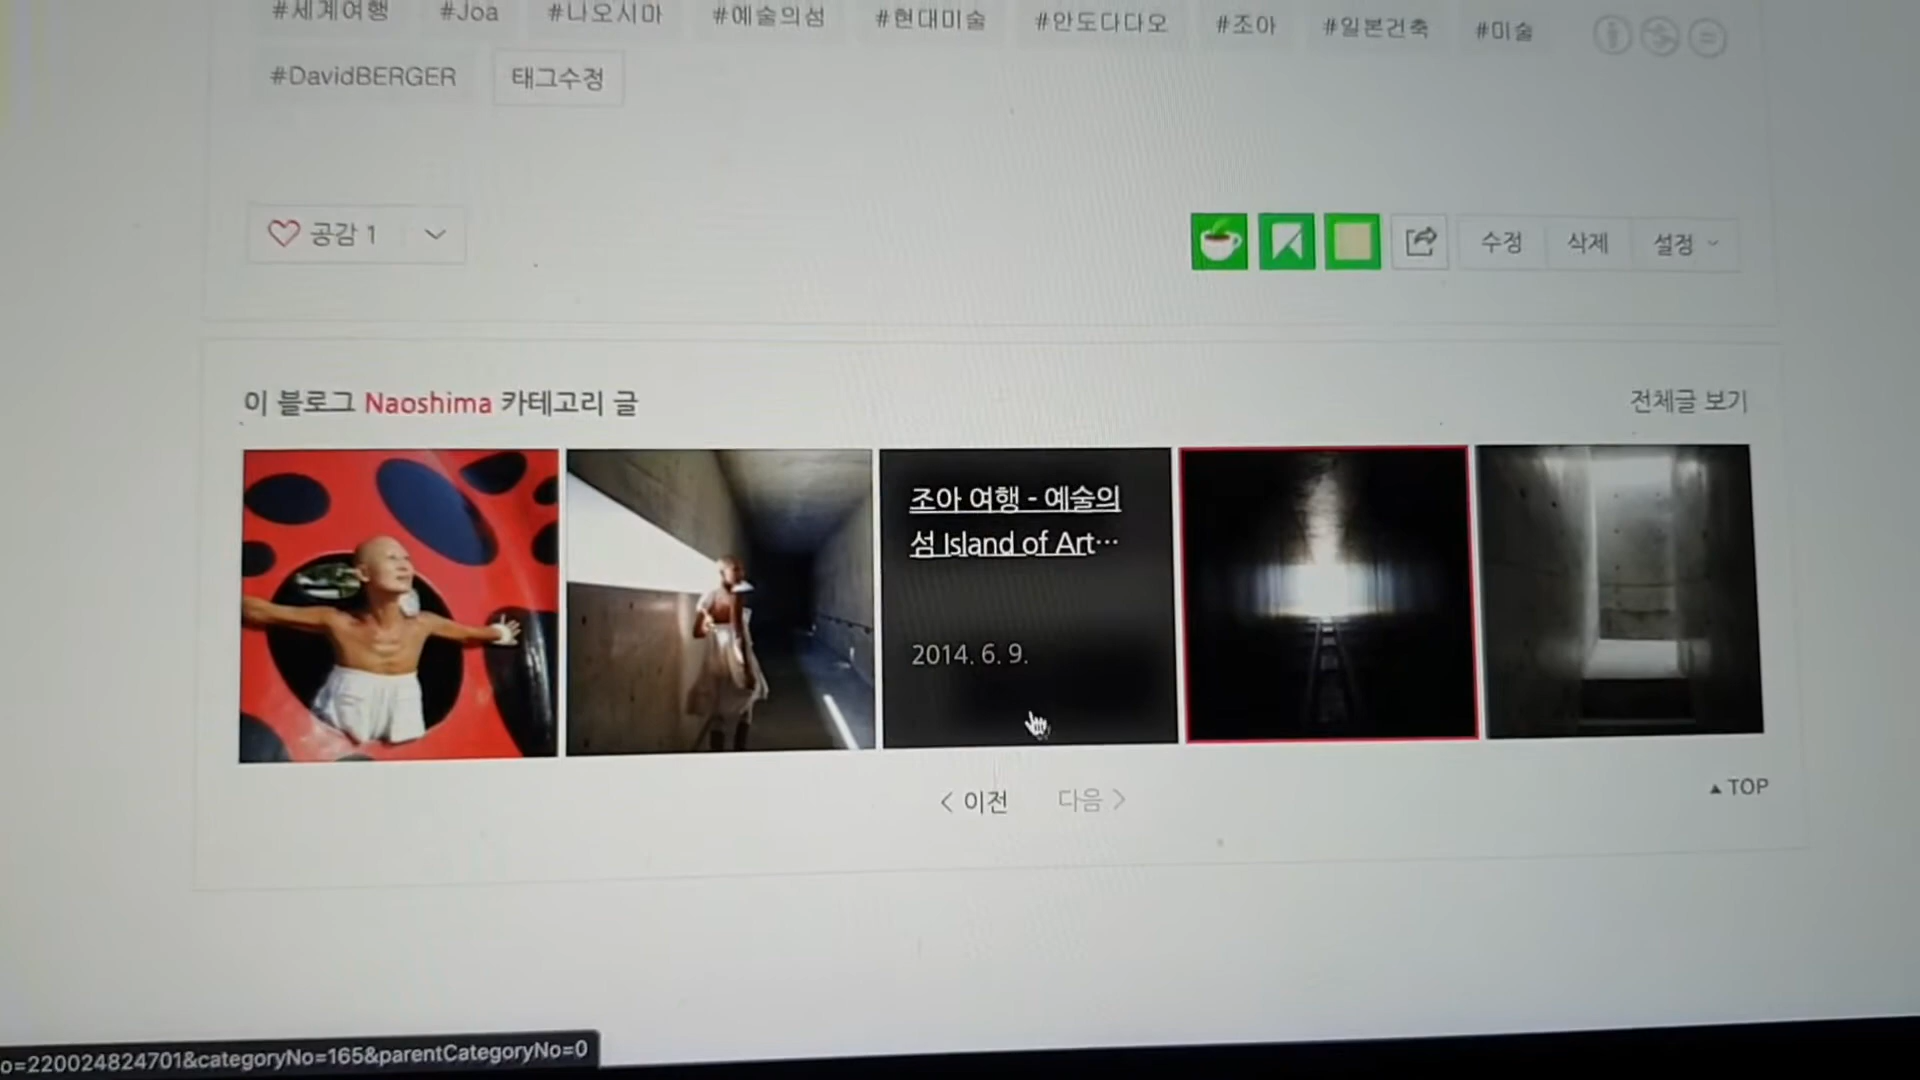 #세계여행 #Joa #나오시마 #예술의섬 #현대미술 #안도다다오 #조아 #일본건축 #미술
#DavidBERGER 태그수정
공감 1
수정 삭제 설정
이 블로그 Naoshima 카테고리 글
전체글 보기
조아 여행 - 예술의
섬 Island of Art…
2014. 6. 9.
< 이전 다음 >
▲ TOP
o=220024824701&categoryNo=165&parentCategoryNo=0